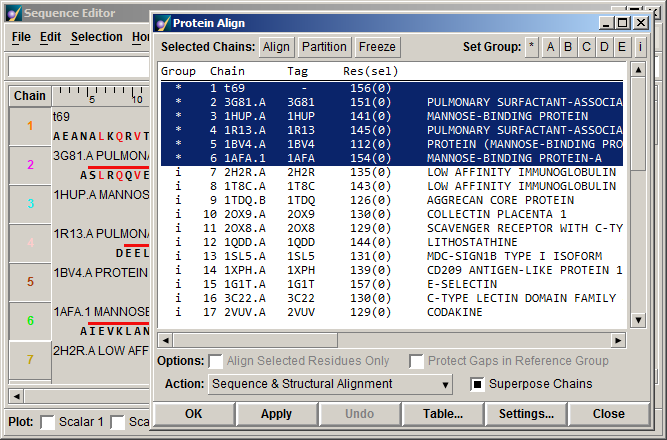 Sequence Editor
File Edit Selection Ho
Chain
5 10
1
t69
AEANALKQRVT
2
3G81.A PULMONA
ASLRQQVE
3
1HUP.A MANNOS
4
1R13.A PULMONA
DEEL
5
1BV4.A PROTEIN
6
1AFA.1 MANNOSE
AIEVKLAN
7
2H2R.A LOW AFF
Plot: Scalar 1 Sca
Protein Align
Selected Chains: Align Partition Freeze Set Group: * A B C D E i
Group Chain Tag Res(sel)
* 1 t69 - 156(0)
* 2 3G81.A 3G81 151(0) PULMONARY SURFACTANT-ASSOCIA
* 3 1HUP.A 1HUP 141(0) MANNOSE-BINDING PROTEIN
* 4 1R13.A 1R13 145(0) PULMONARY SURFACTANT-ASSOCIA
* 5 1BV4.A 1BV4 112(0) PROTEIN (MANNOSE-BINDING PRO
* 6 1AFA.1 1AFA 154(0) MANNOSE-BINDING PROTEIN-A
i 7 2H2R.A 2H2R 135(0) LOW AFFINITY IMMUNOGLOBULIN
i 8 1T8C.A 1T8C 143(0) LOW AFFINITY IMMUNOGLOBULIN
i 9 1TDQ.B 1TDQ 126(0) AGGRECAN CORE PROTEIN
i 10 2OX9.A 2OX9 130(0) COLLECTIN PLACENTA 1
i 11 2OX8.A 2OX8 129(0) SCAVENGER RECEPTOR WITH C-TY
i 12 1QDD.A 1QDD 144(0) LITHOSTATHINE
i 13 1SL5.A 1SL5 131(0) MDC-SIGN1B TYPE I ISOFORM
i 14 1XPH.A 1XPH 139(0) CD209 ANTIGEN-LIKE PROTEIN 1
i 15 1G1T.A 1G1T 157(0) E-SELECTIN
i 16 3C22.A 3C22 130(0) C-TYPE LECTIN DOMAIN FAMILY
i 17 2VUV.A 2VUV 129(0) CODAKINE
Options: Align Selected Residues Only Protect Gaps in Reference Group
Action: Sequence & Structural Alignment Superpose Chains
OK Apply Undo Table... Settings... Close